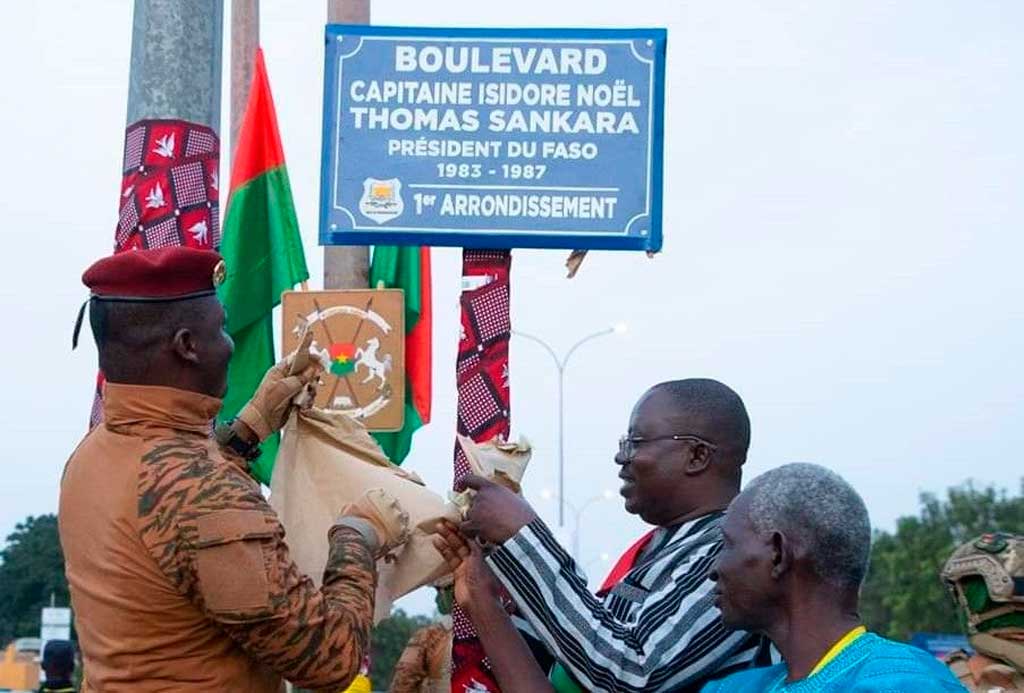 BOULEVARD
CAPITAINE ISIDORE NOËL
THOMAS SANKARA
PRÉSIDENT DU FASO
1983 - 1987
1er ARRONDISSEMENT